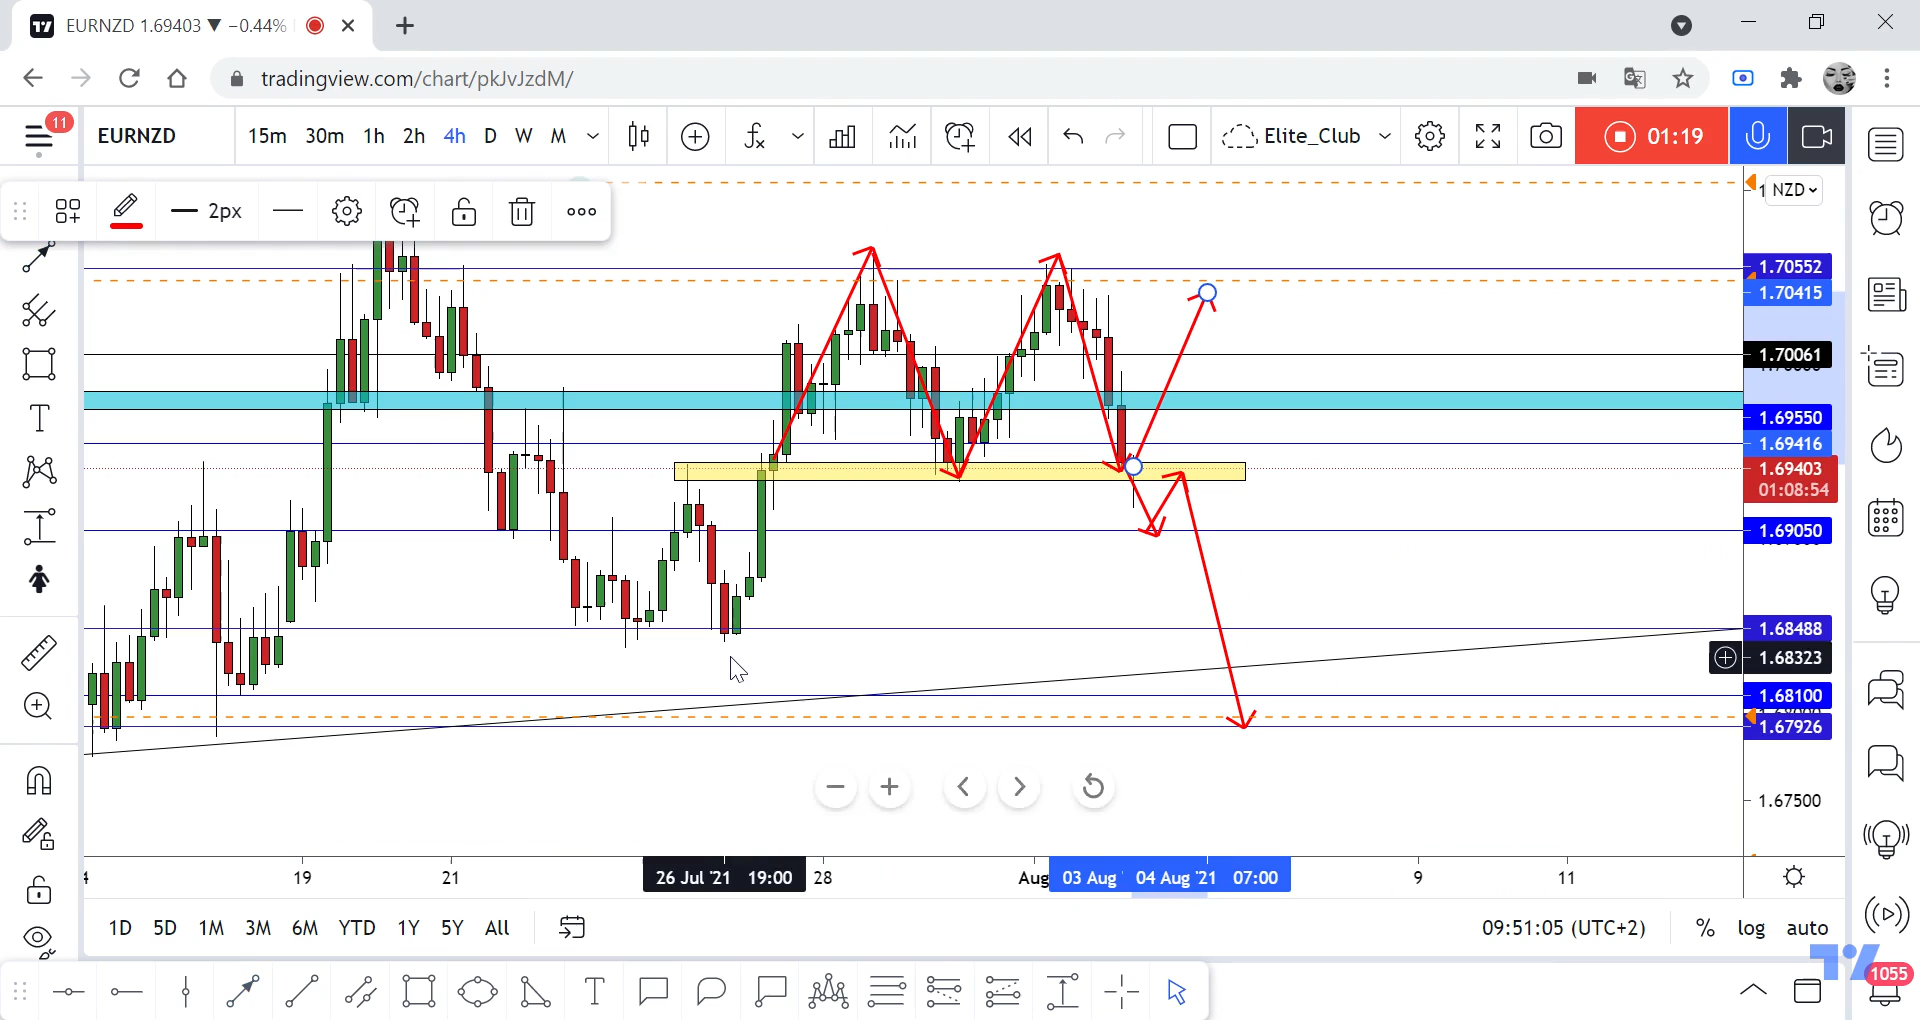 EURNZD 1.69403 ▼ −0.44%
tradingview.com/chart/pkJvJzdM/
11
EURNZD
15m 30m 1h 2h 4h D W M
Elite_Club
01:19
2px
NZD
1.70552
1.70415
1.70061
1.69550
1.69416
1.69403
01:08:54
1.69050
1.68488
1.68323
1.68100
1.67926
1.67500
19 21 26 Jul '21 19:00 28 Aug 03 Aug ' 04 Aug '21 07:00 9 11
1D 5D 1M 3M 6M YTD 1Y 5Y All
09:51:05 (UTC+2) % log auto
1055